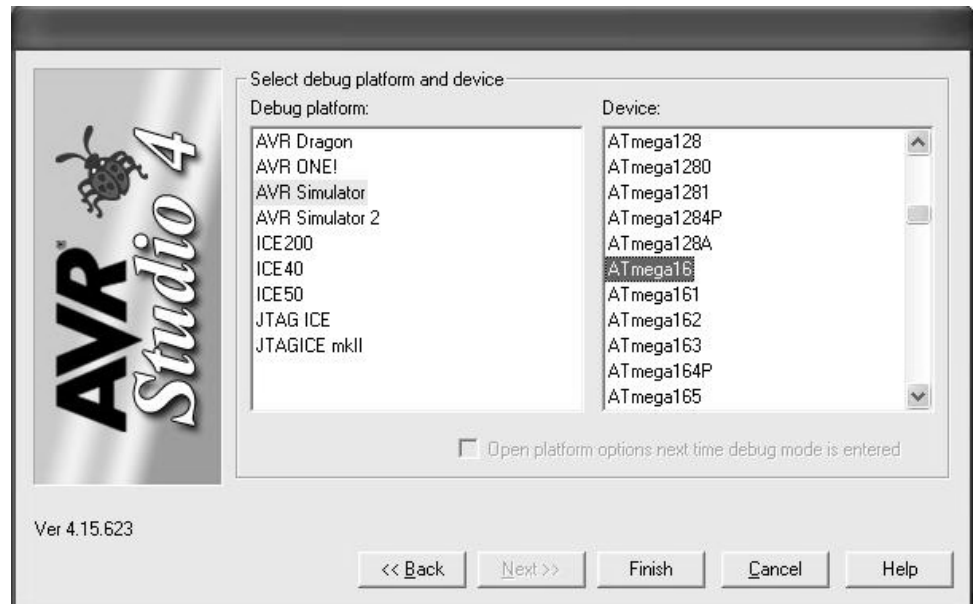 AVR® Studio 4
Select debug platform and device
Debug platform:
AVR Dragon
AVR ONE!
AVR Simulator
AVR Simulator 2
ICE200
ICE40
ICE50
JTAG ICE
JTAGICE mkII
Device:
ATmega128
ATmega1280
ATmega1281
ATmega1284P
ATmega128A
ATmega16
ATmega161
ATmega162
ATmega163
ATmega164P
ATmega165
Open platform options next time debug mode is entered
Ver 4.15.623
<< Back
Next >>
Finish
Cancel
Help